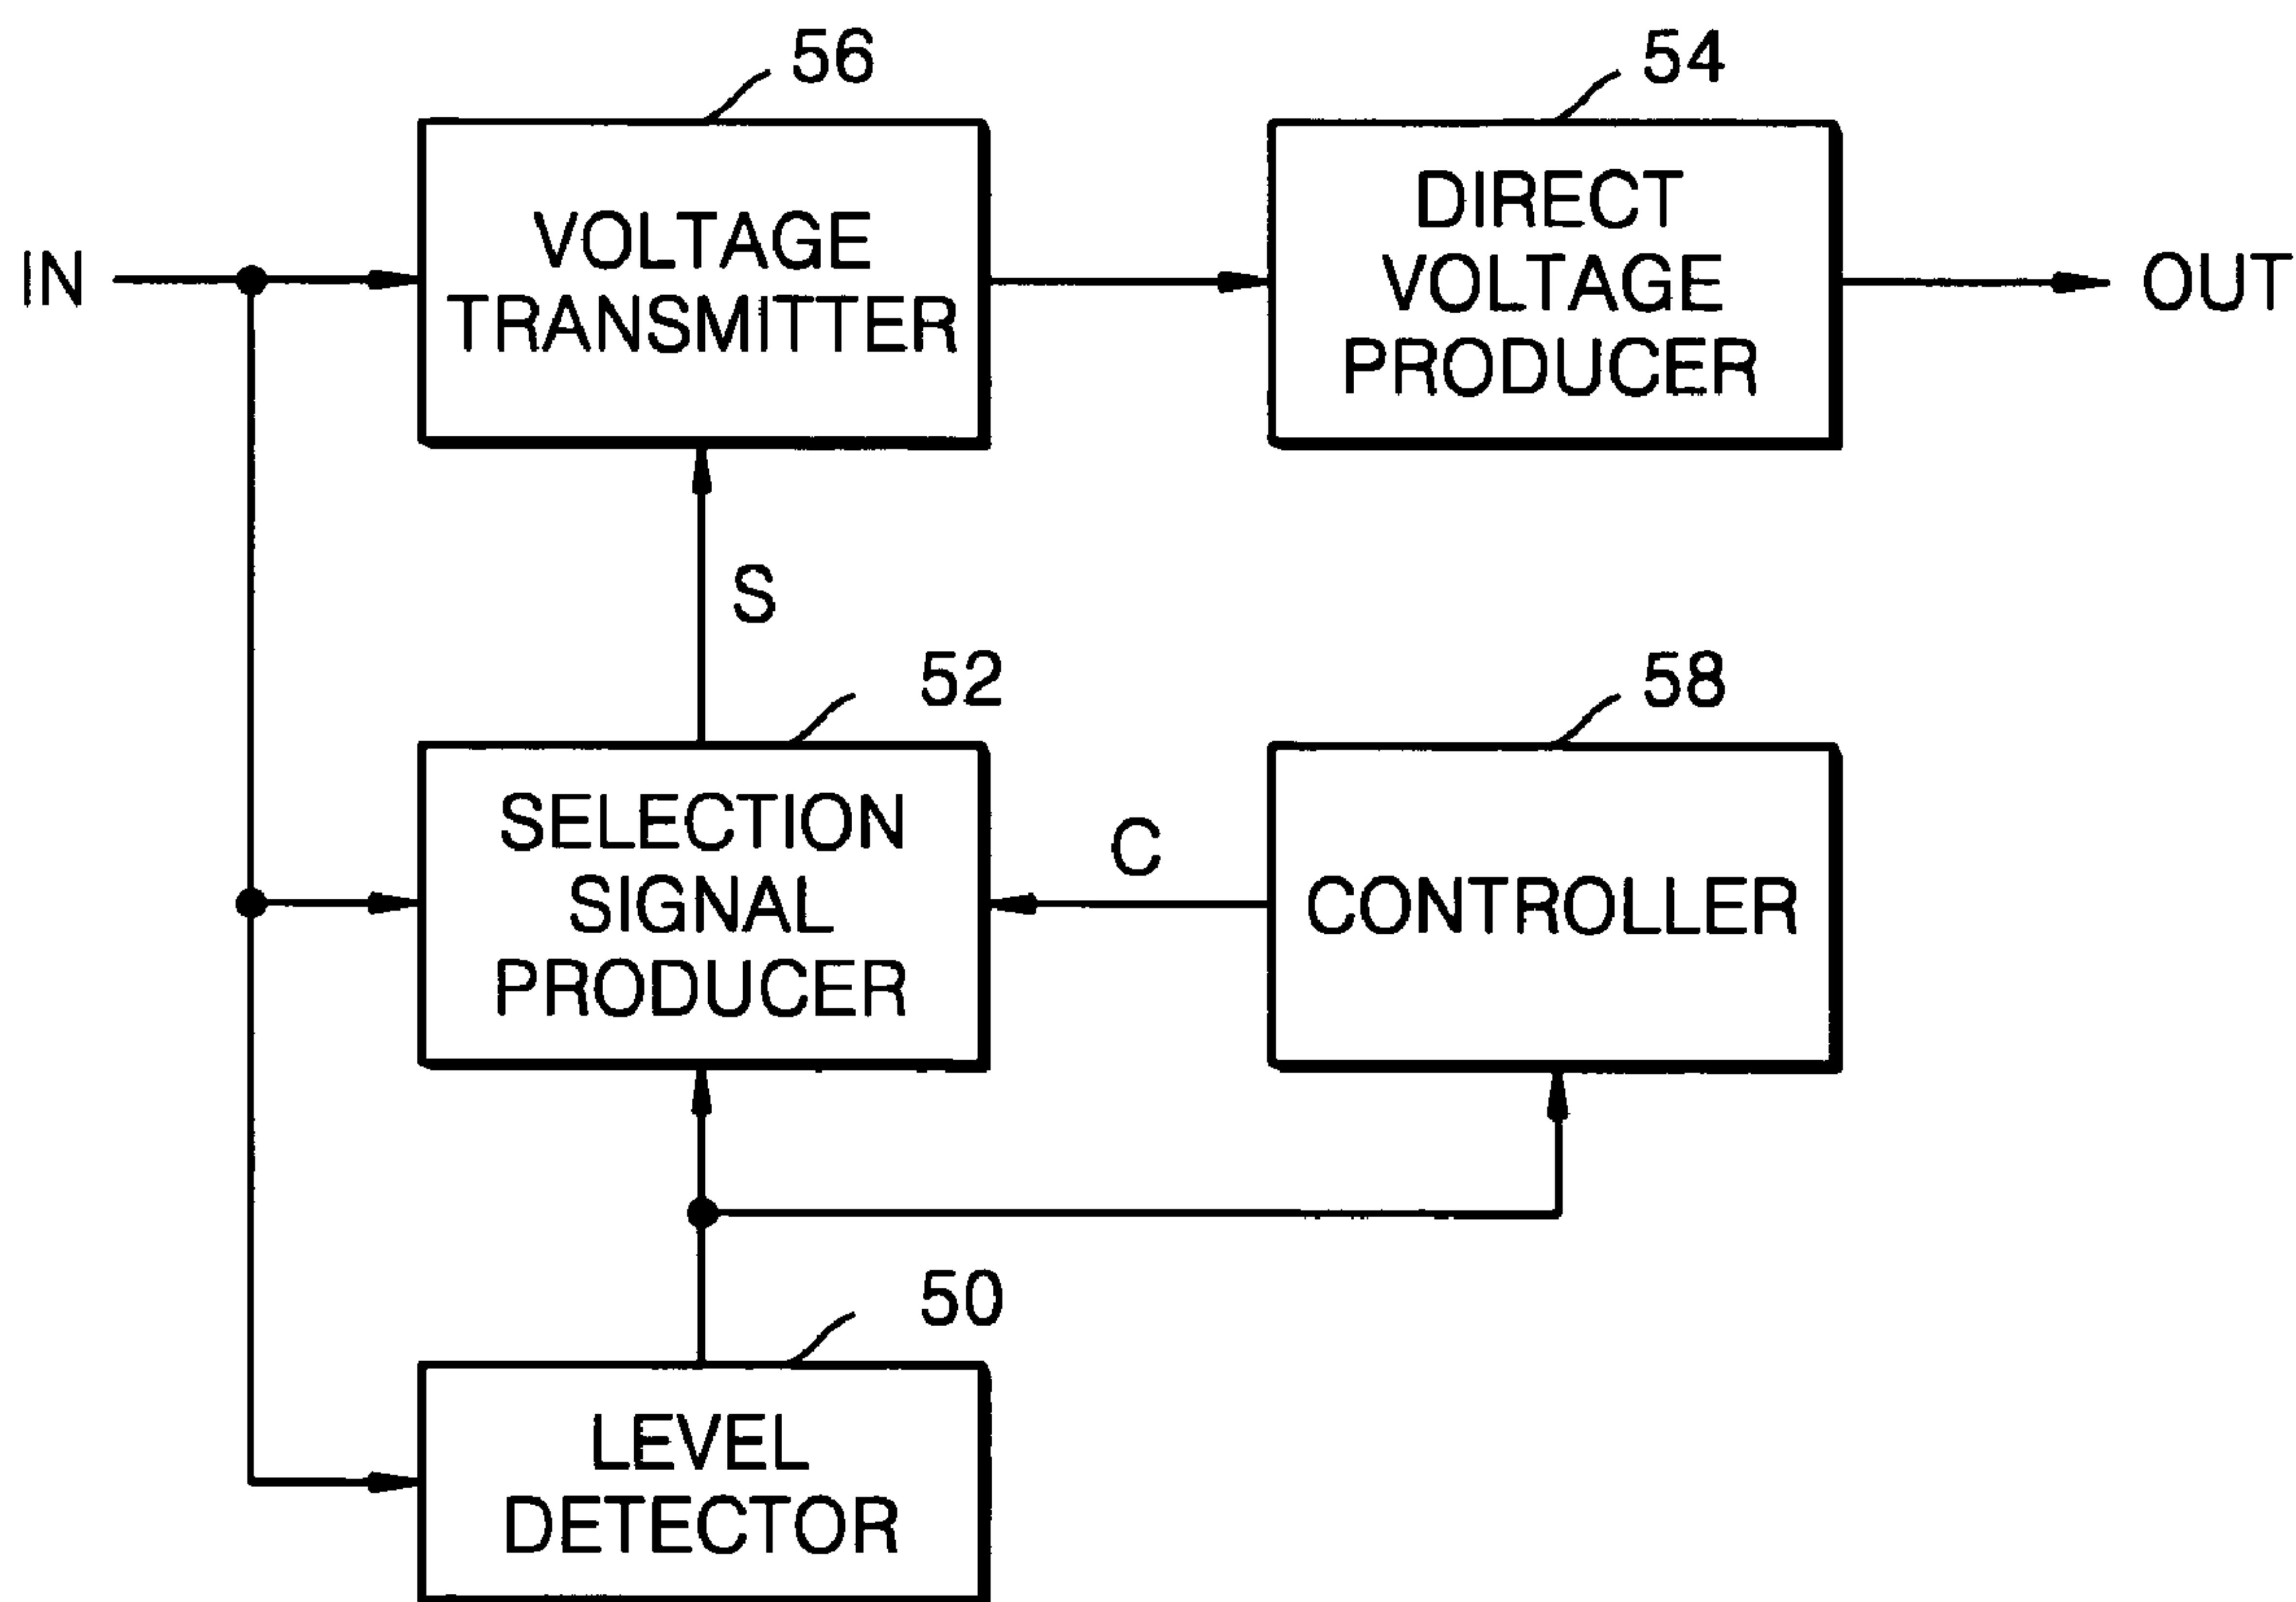 56
54
IN
VOLTAGE
TRANSMITTER
DIRECT
VOLTAGE
PRODUCER
OUT
S
52
58
SELECTION
SIGNAL
PRODUCER
C
CONTROLLER
50
LEVEL
DETECTOR